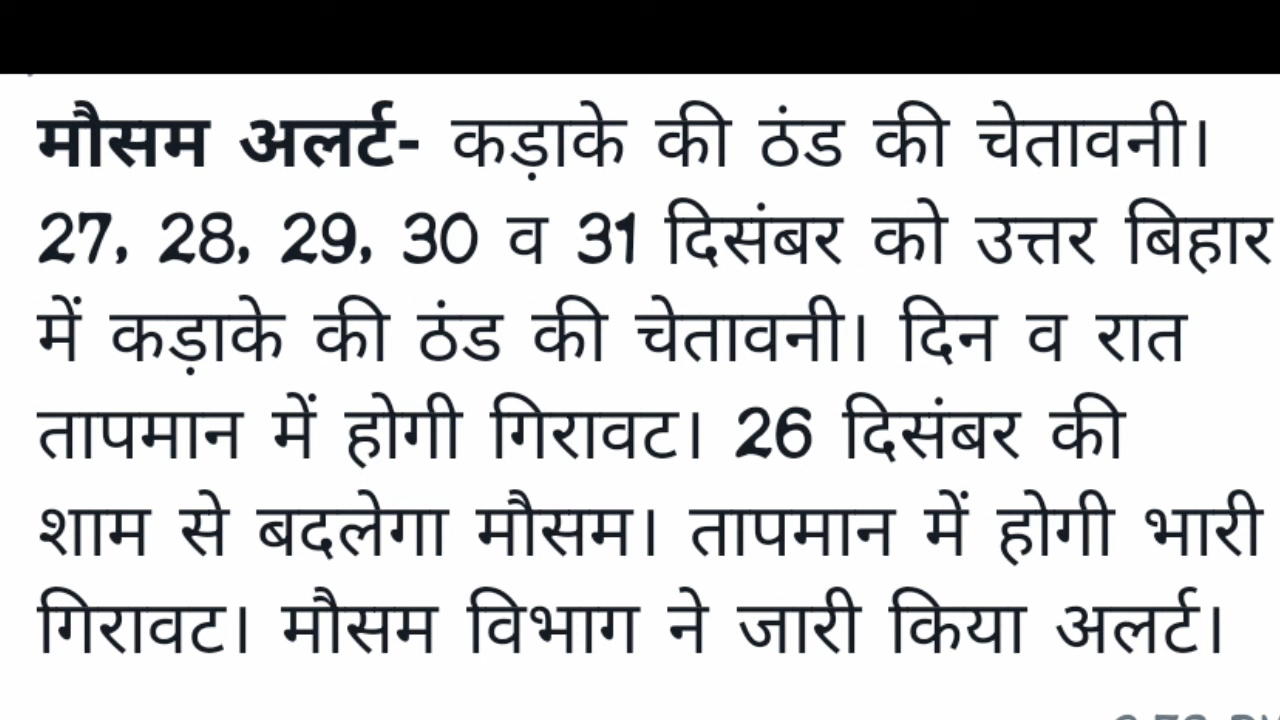 मौसम अलर्ट- कड़ाके की ठंड की चेतावनी।
27, 28, 29, 30 व 31 दिसंबर को उत्तर बिहार
में कड़ाके की ठंड की चेतावनी। दिन व रात
तापमान में होगी गिरावट। 26 दिसंबर की
शाम से बदलेगा मौसम। तापमान में होगी भारी
गिरावट। मौसम विभाग ने जारी किया अलर्ट।